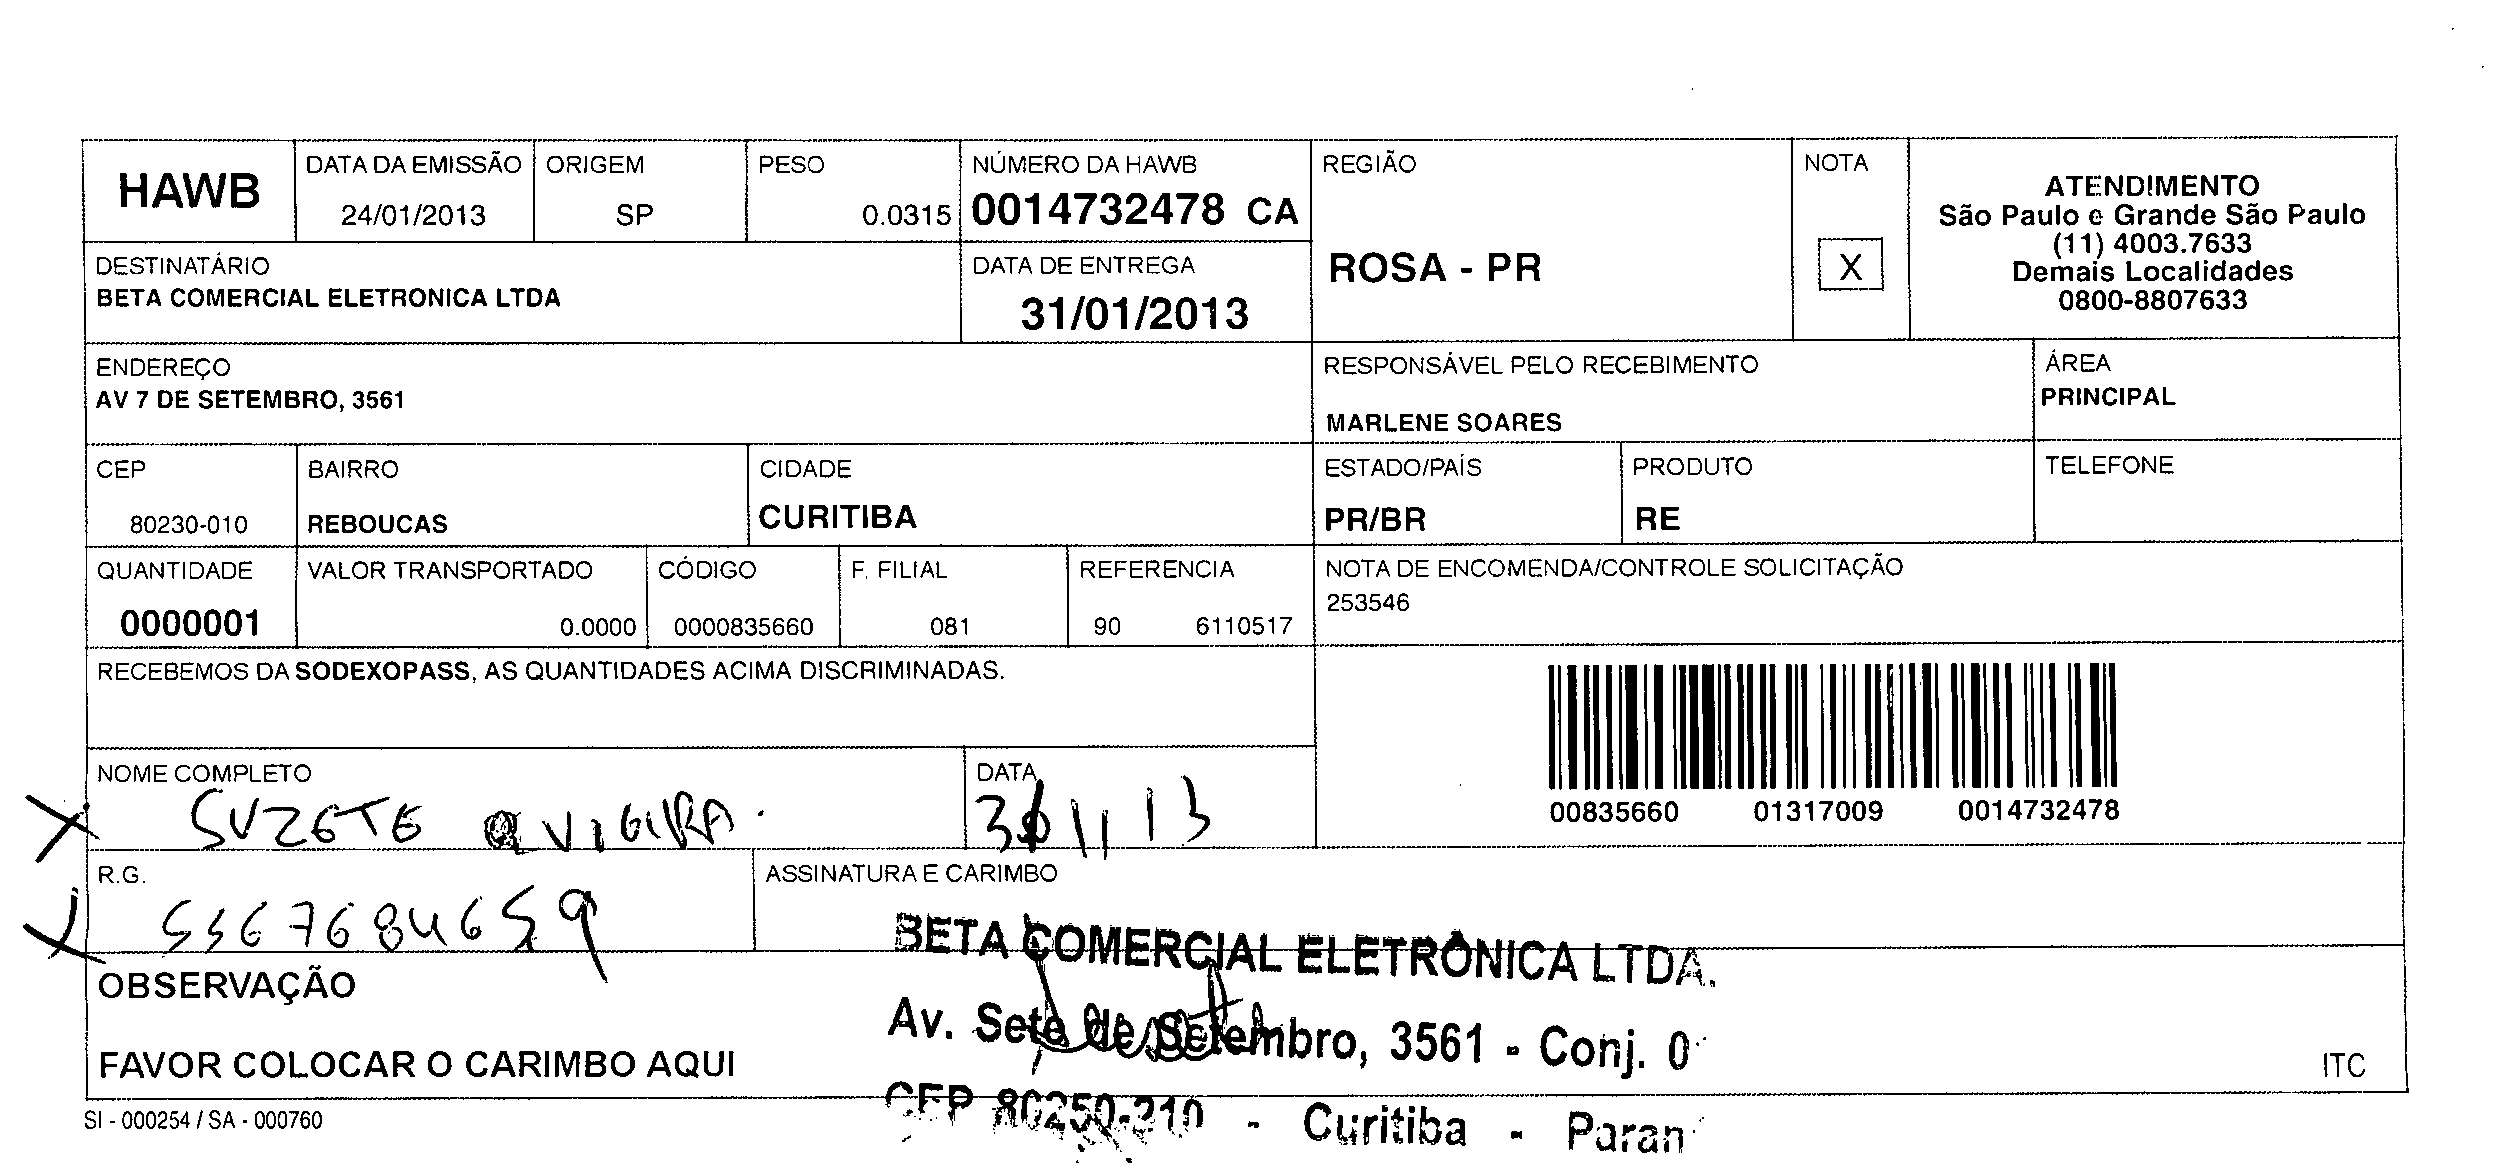 HAWB
DATA DA EMISSÃO
24/01/2013
ORIGEM
SP
PESO
0.0315
NÚMERO DA HAWB
0014732478 CA
REGIÃO
ROSA - PR
NOTA
X
ATENDIMENTO
São Paulo e Grande São Paulo
(11) 4003.7633
Demais Localidades
0800-8807633
DESTINATÁRIO
BETA COMERCIAL ELETRONICA LTDA
DATA DE ENTREGA
31/01/2013
ENDEREÇO
AV 7 DE SETEMBRO, 3561
RESPONSÁVEL PELO RECEBIMENTO
MARLENE SOARES
ÁREA
PRINCIPAL
CEP
80230-010
BAIRRO
REBOUCAS
CIDADE
CURITIBA
ESTADO/PAÍS
PR/BR
PRODUTO
RE
TELEFONE
QUANTIDADE
0000001
VALOR TRANSPORTADO
0.0000
CÓDIGO
0000835660
F. FILIAL
081
REFERENCIA
90 6110517
NOTA DE ENCOMENDA/CONTROLE SOLICITAÇÃO
253546
RECEBEMOS DA SODEXOPASS, AS QUANTIDADES ACIMA DISCRIMINADAS.
00835660 01317009 0014732478
NOME COMPLETO
SUZETE
DATA
R.G.
ASSINATURA E CARIMBO
BETA COMERCIAL ELETRÔNICA LTDA.
Av. Sete de Setembro, 3561 - Conj. 0
CEP 80250-210 - Curitiba - Paran
OBSERVAÇÃO
FAVOR COLOCAR O CARIMBO AQUI
ITC
SI - 000254 / SA - 000760